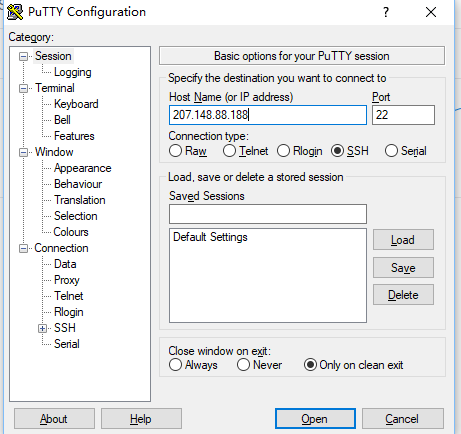 PuTTY Configuration
?
Category:
Session
Logging
Terminal
Keyboard
Bell
Features
Window
Appearance
Behaviour
Translation
Selection
Colours
Connection
Data
Proxy
Telnet
Rlogin
SSH
Serial
Basic options for your PuTTY session
Specify the destination you want to connect to
Host Name (or IP address) Port
207.148.88.188 22
Connection type:
Raw Telnet Rlogin SSH Serial
Load, save or delete a stored session
Saved Sessions
Default Settings
Load
Save
Delete
Close window on exit:
Always Never Only on clean exit
About Help Open Cancel